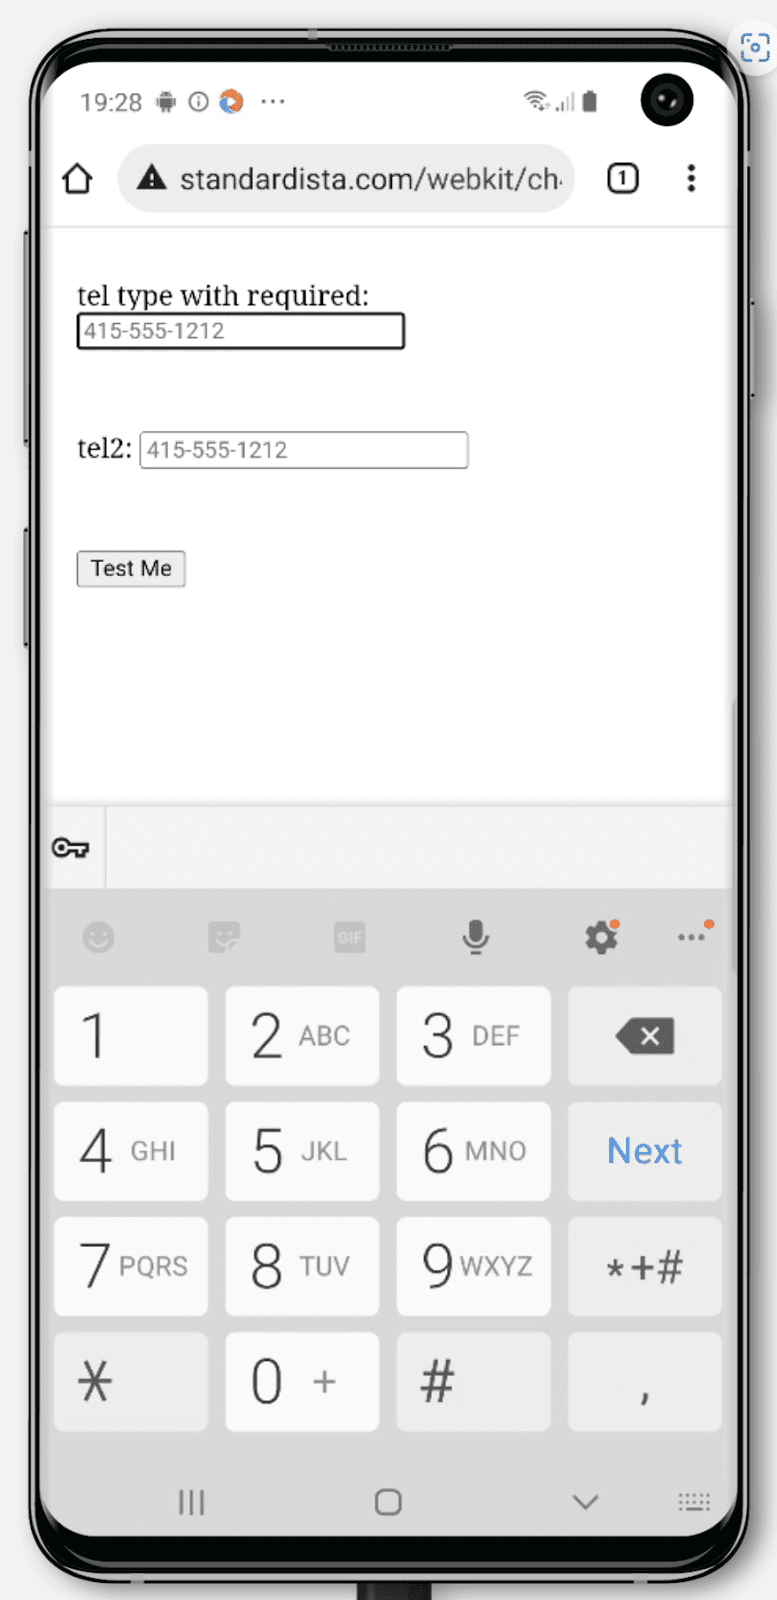 19:28
standardista.com/webkit/ch
1
tel type with required:
415-555-1212
tel2: 415-555-1212
Test Me
GIF
1 2 ABC 3 DEF
4 GHI 5 JKL 6 MNO Next
7 PQRS 8 TUV 9 WXYZ *+#
* 0 + # ,